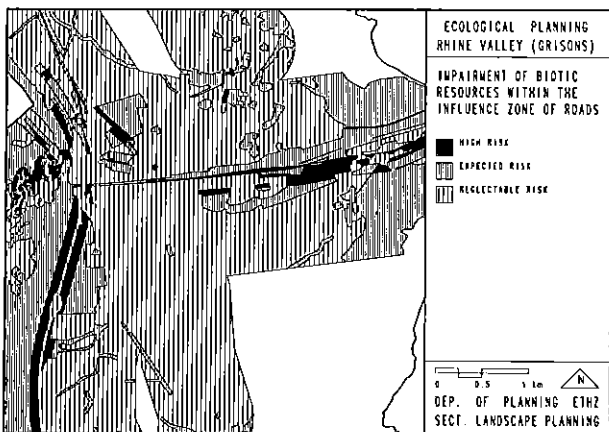 ECOLOGICAL PLANNING
RHINE VALLEY (GRISONS)
IMPAIRMENT OF BIOTIC
RESOURCES WITHIN THE
INFLUENCE ZONE OF ROADS
HIGH RISK
EXPECTED RISK
NEGLECTABLE RISK
0 0.5 1 km
N
DEP. OF PLANNING ETHZ
SECT. LANDSCAPE PLANNING